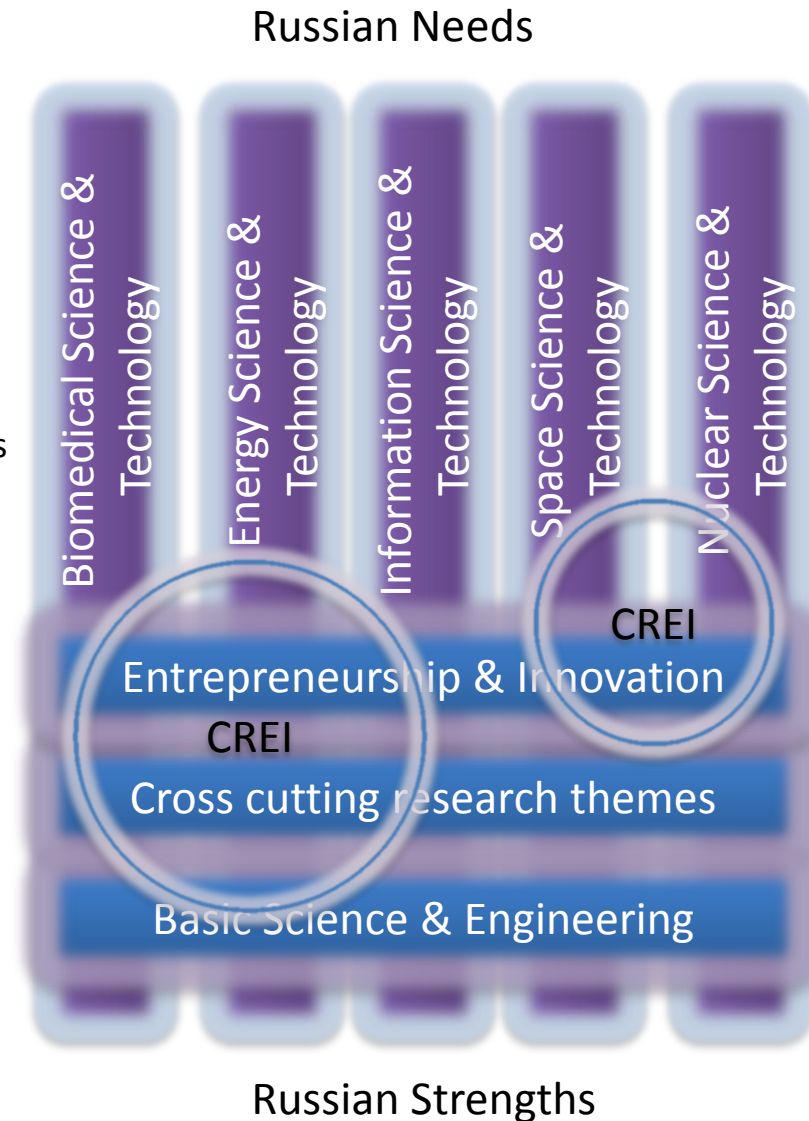 Russian Needs
Biomedical Science &
Technology
Energy Science &
Technology
Information Science &
Technology
Space Science &
Technology
Nuclear Science &
Technology
s
CREI
Entrepreneurship & Innovation
CREI
Cross cutting research themes
Basic Science & Engineering
Russian Strengths